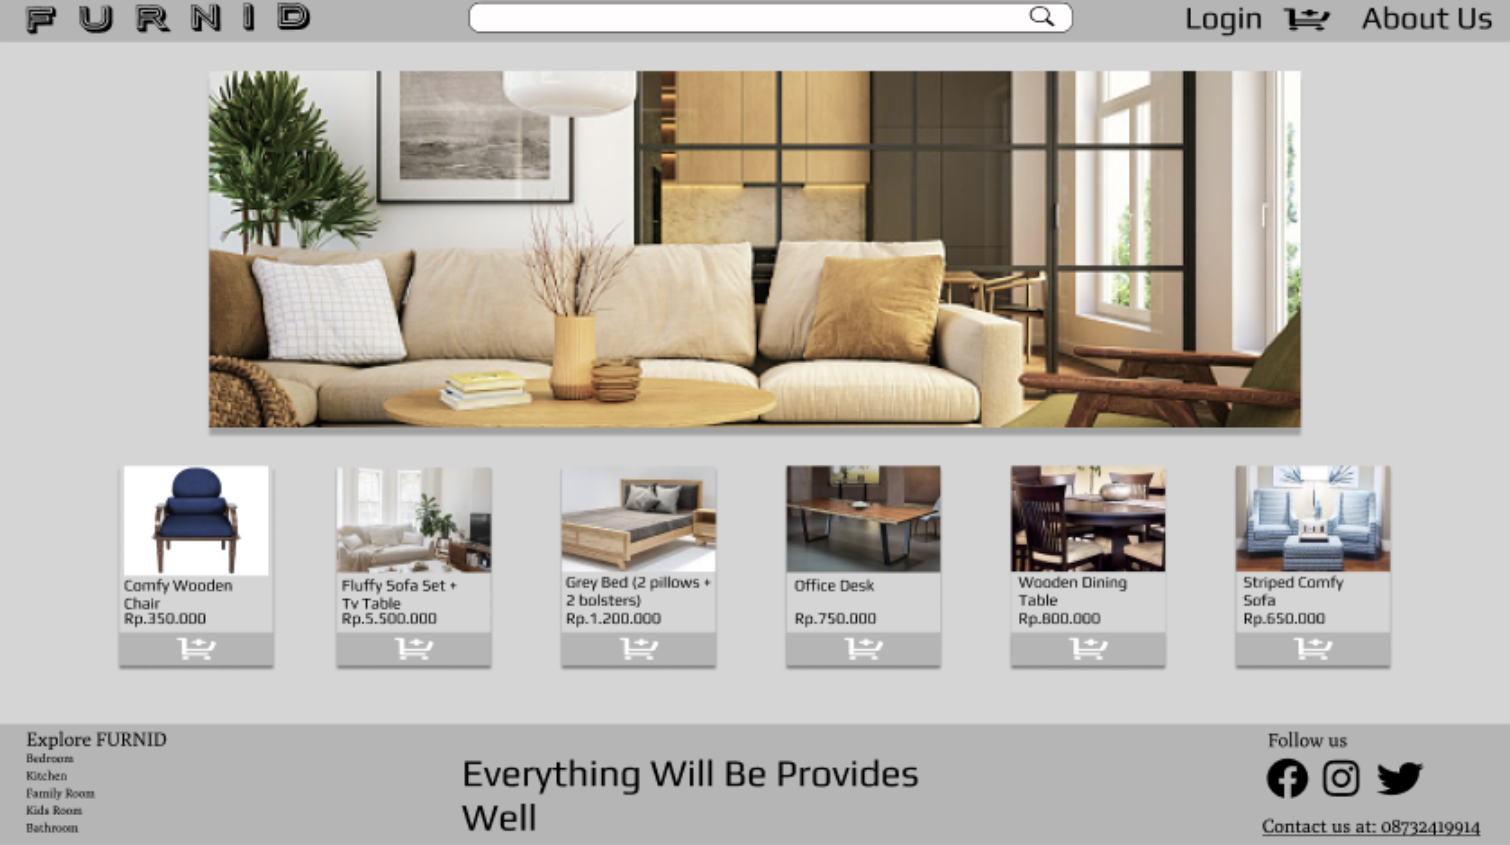 FURNID
Login
About Us
Comfy Wooden
Chair
Rp.350.000
Fluffy Sofa Set +
Tv Table
Rp.5.500.000
Grey Bed (2 pillows +
2 bolsters)
Rp.1.200.000
Office Desk
Rp.750.000
Wooden Dining
Table
Rp.800.000
Striped Comfy
Sofa
Rp.650.000
Explore FURNID
Bedroom
Kitchen
Family Room
Kids Room
Bathroom
Everything Will Be Provides
Well
Follow us
Contact us at: 08732419914